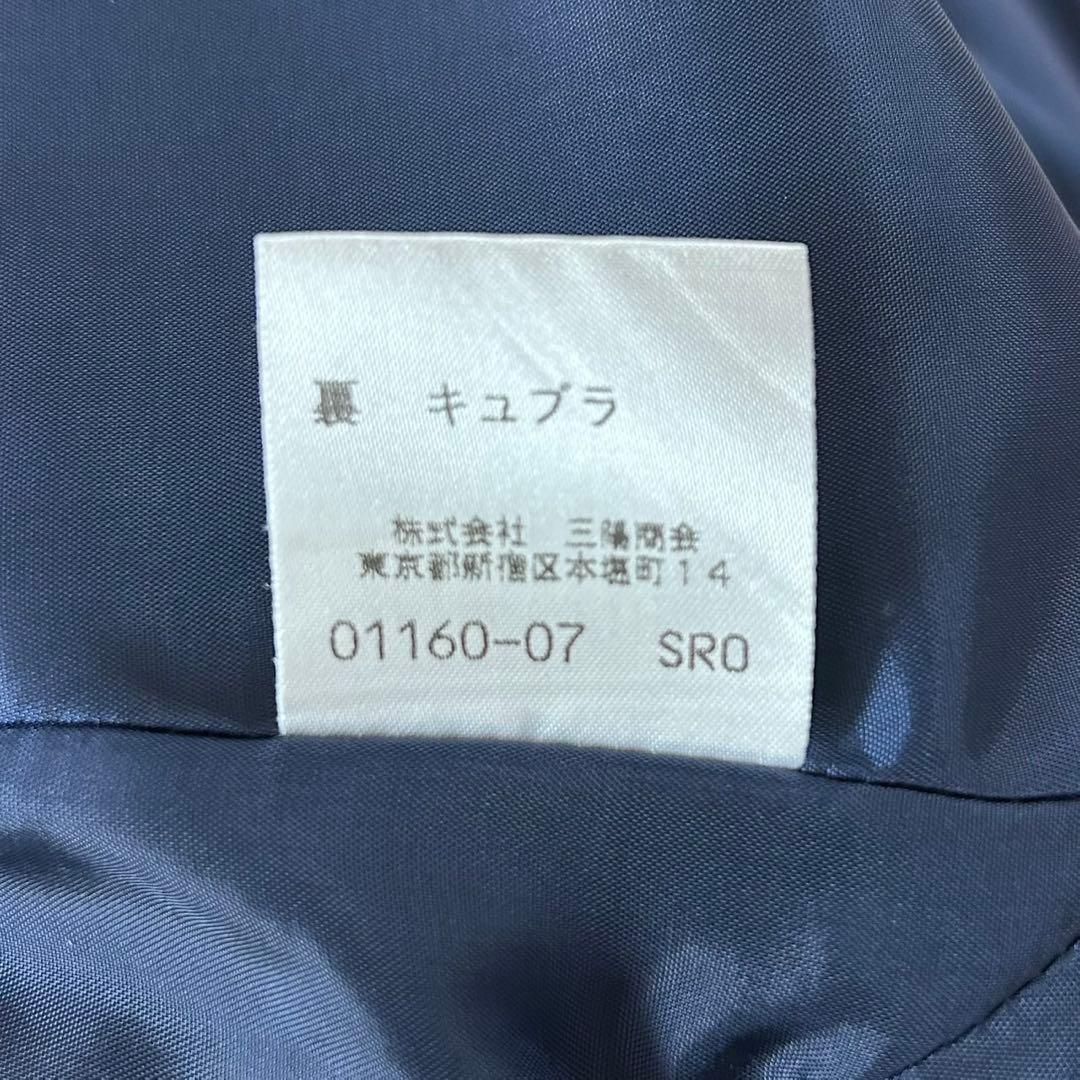 裏 キュプラ
株式会社 三陽商会
東京都新宿区本塩町14
01160-07 SR0